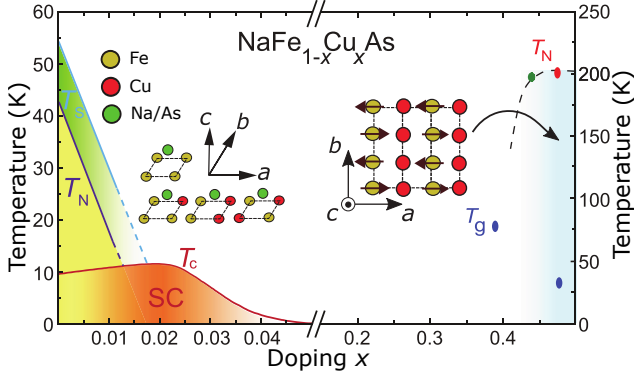 NaFe1-xCuxAs
Temperature (K)
60
50
40
30
20
10
0
Fe
Cu
Na/As
Ts
TN
Tc
SC
c
b
a
b
c
a
TN
Tg
250
200
150
100
50
0
Temperature (K)
0.01
0.02
0.03
0.04
0.2
0.3
0.4
Doping x